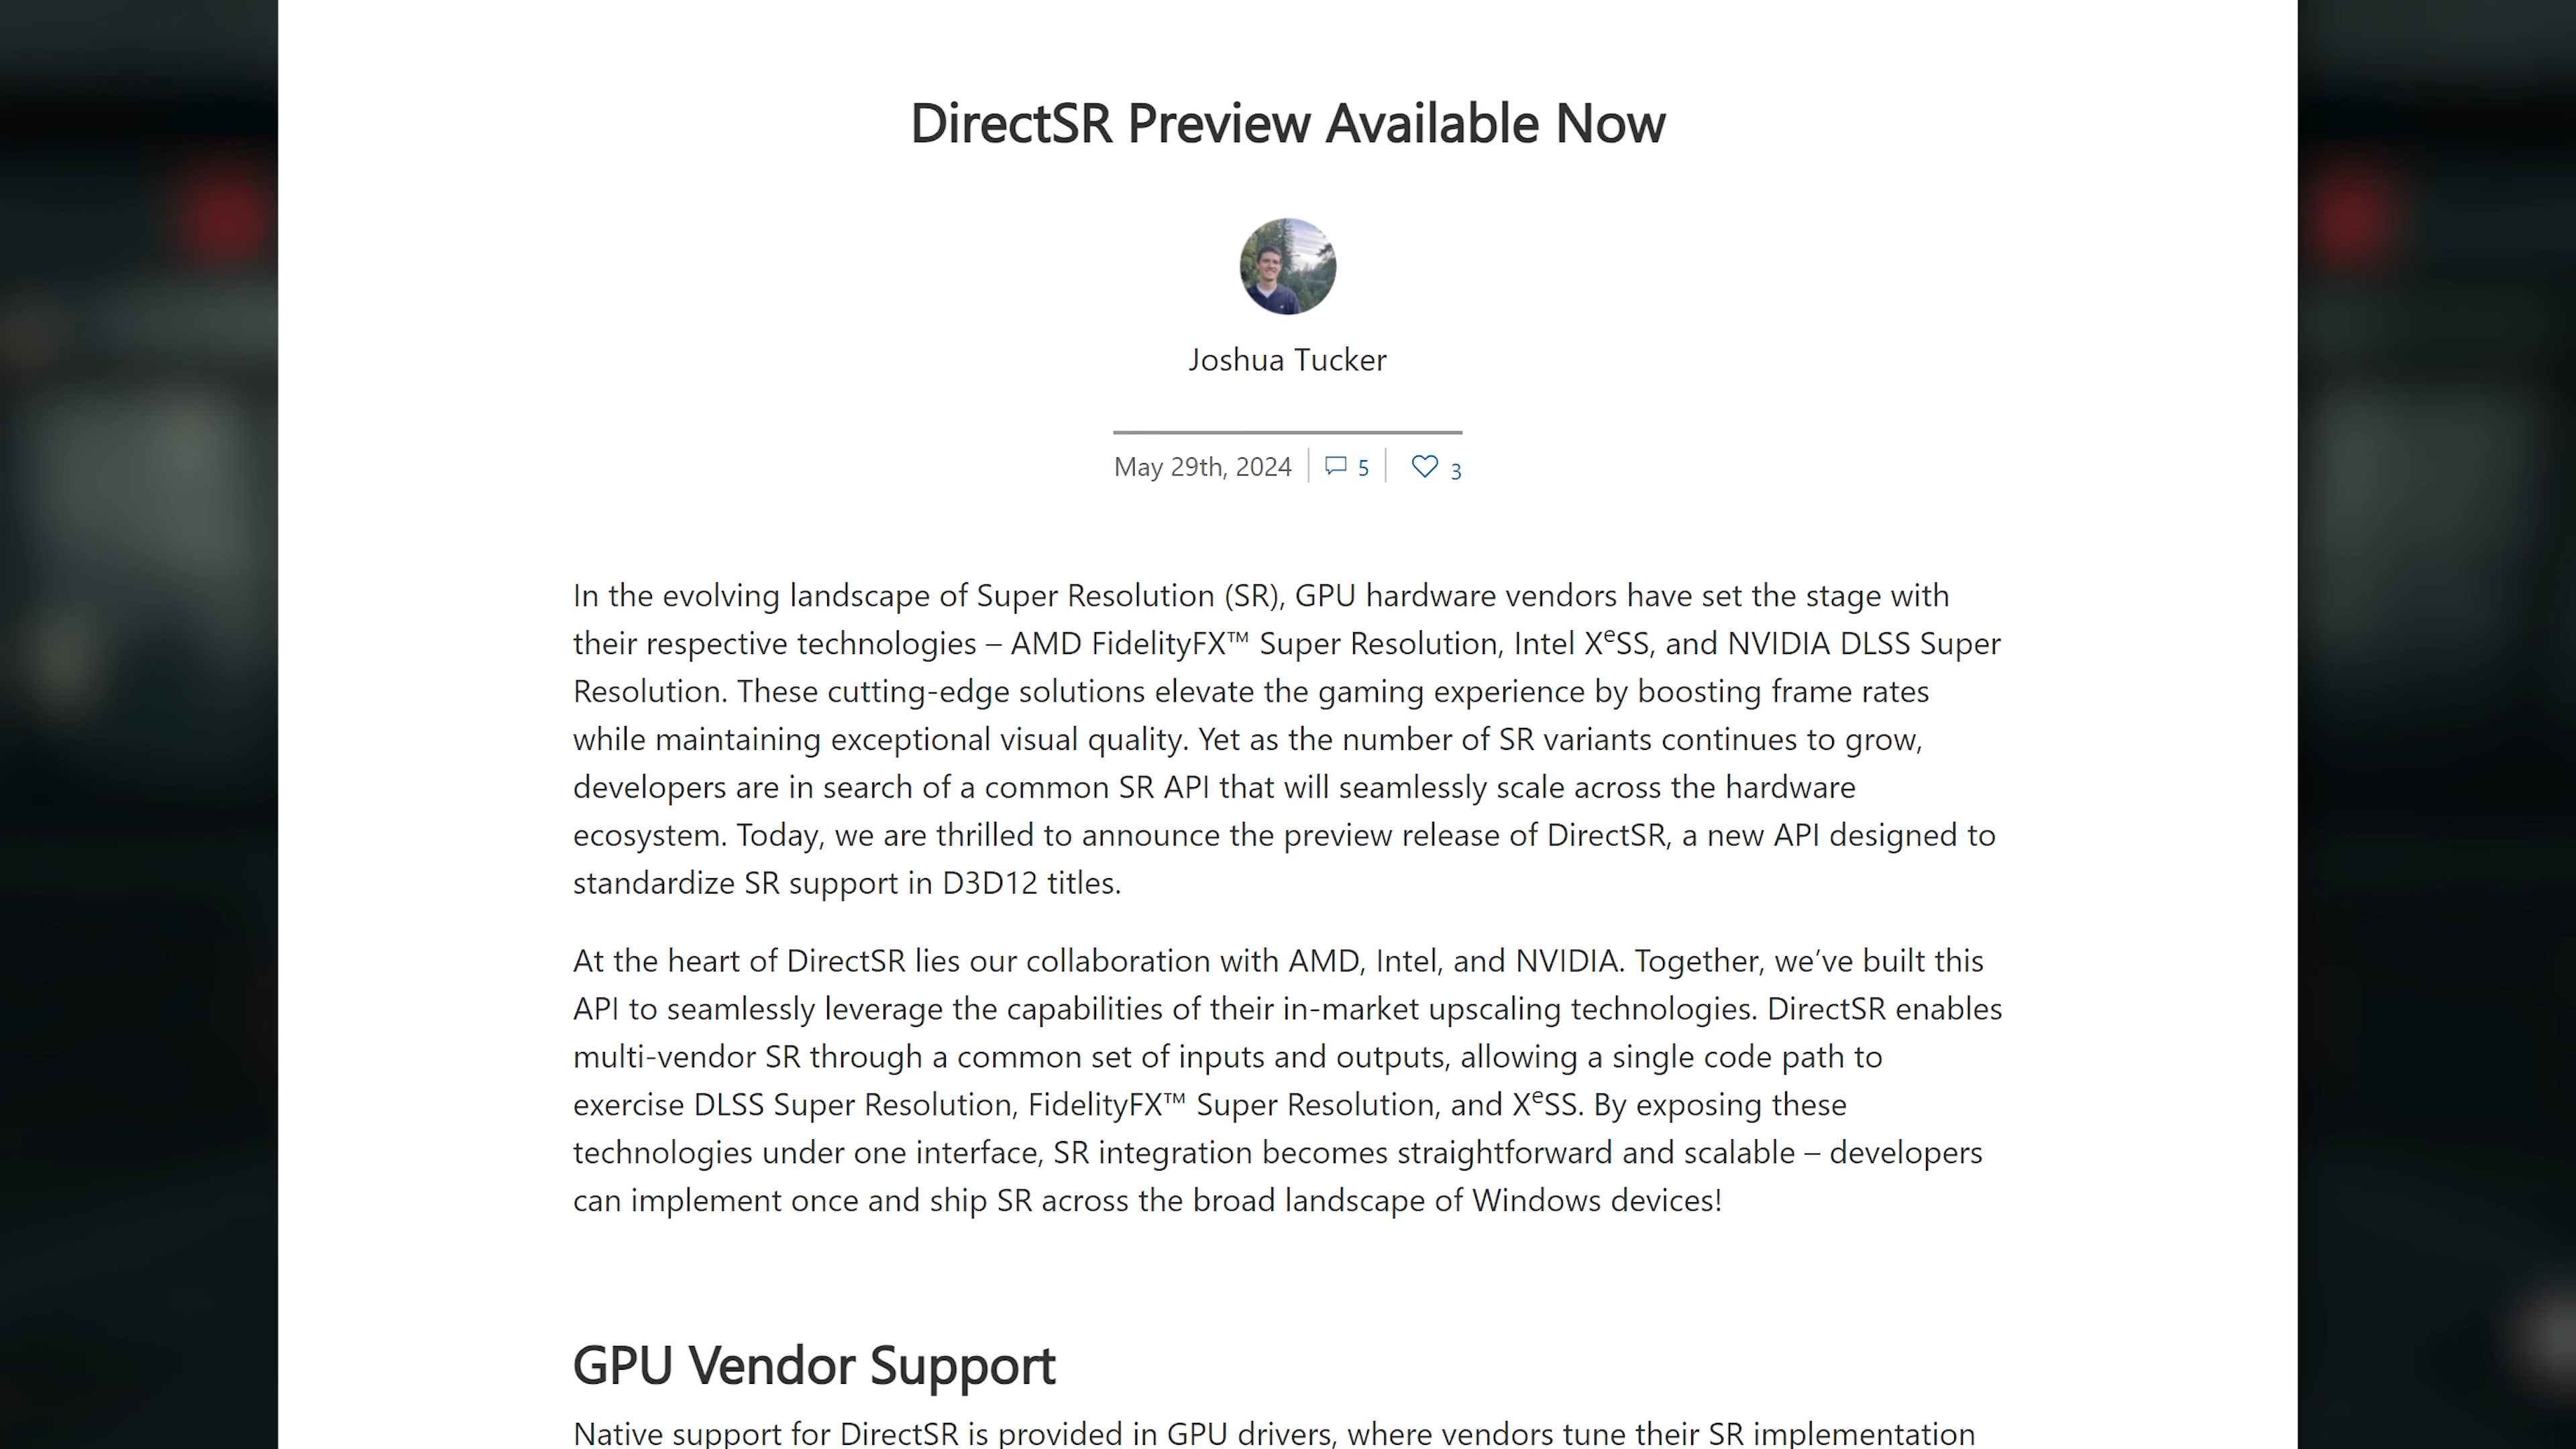 DirectSR Preview Available Now
Joshua Tucker
May 29th, 2024 5 3
In the evolving landscape of Super Resolution (SR), GPU hardware vendors have set the stage with
their respective technologies – AMD FidelityFX™ Super Resolution, Intel XᵉSS, and NVIDIA DLSS Super
Resolution. These cutting-edge solutions elevate the gaming experience by boosting frame rates
while maintaining exceptional visual quality. Yet as the number of SR variants continues to grow,
developers are in search of a common SR API that will seamlessly scale across the hardware
ecosystem. Today, we are thrilled to announce the preview release of DirectSR, a new API designed to
standardize SR support in D3D12 titles.
At the heart of DirectSR lies our collaboration with AMD, Intel, and NVIDIA. Together, we’ve built this
API to seamlessly leverage the capabilities of their in-market upscaling technologies. DirectSR enables
multi-vendor SR through a common set of inputs and outputs, allowing a single code path to
exercise DLSS Super Resolution, FidelityFX™ Super Resolution, and XᵉSS. By exposing these
technologies under one interface, SR integration becomes straightforward and scalable – developers
can implement once and ship SR across the broad landscape of Windows devices!
GPU Vendor Support
Native support for DirectSR is provided in GPU drivers, where vendors tune their SR implementation